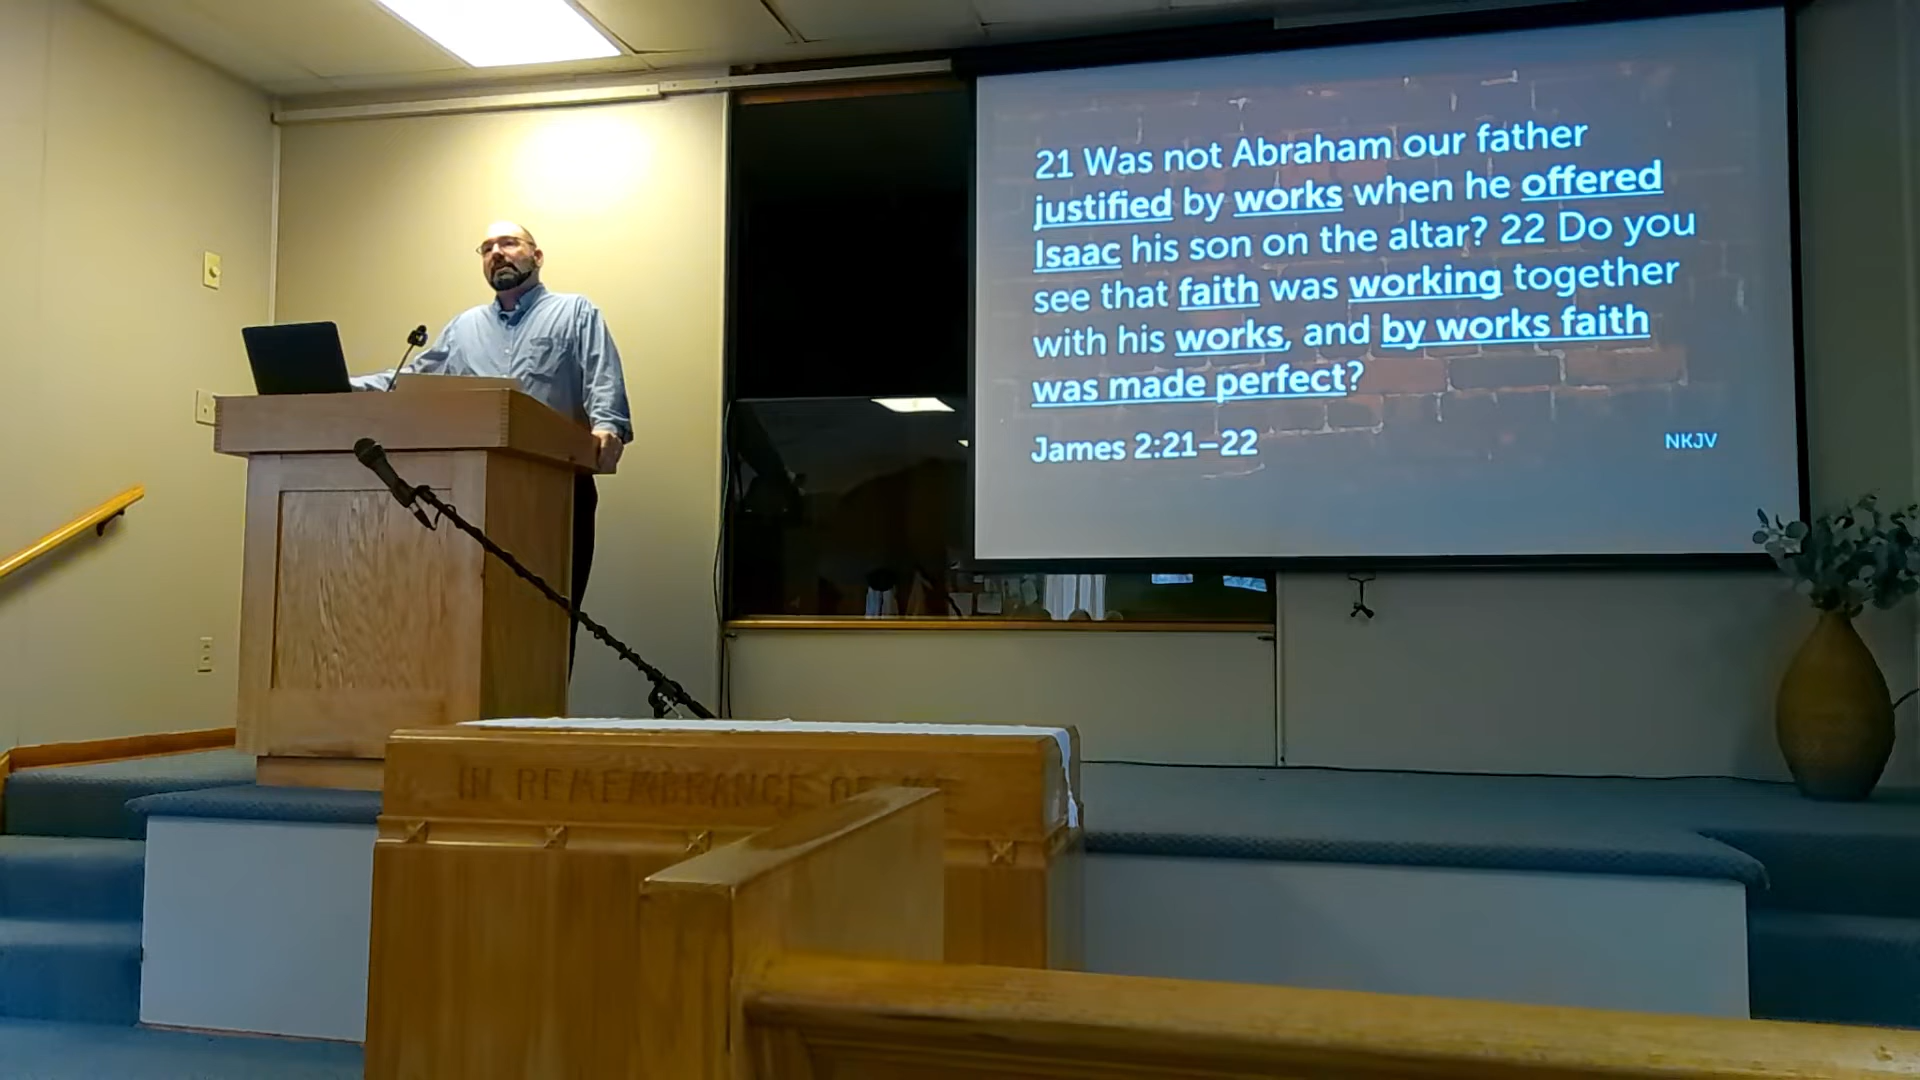 21 Was not Abraham our father
justified by works when he offered
Isaac his son on the altar? 22 Do you
see that faith was working together
with his works, and by works faith
was made perfect?
James 2:21–22
NKJV
IN REMEMBRANCE OF ME